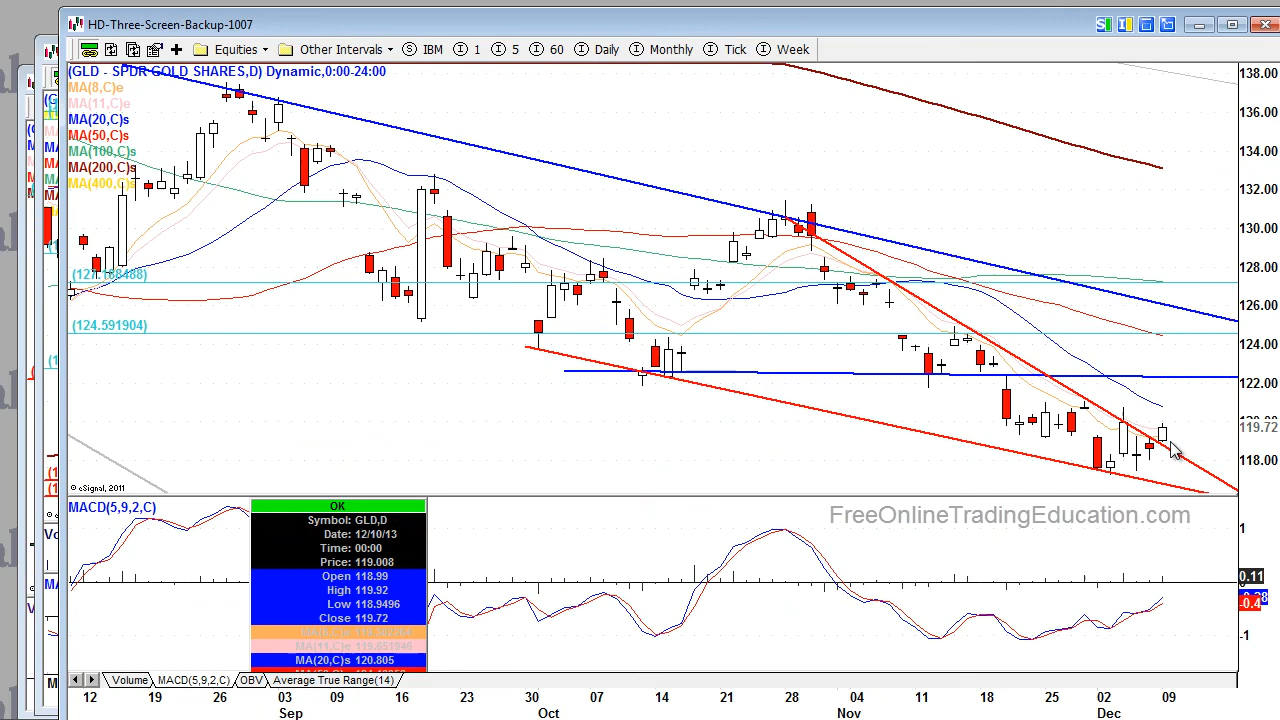 HD-Three-Screen-Backup-1007
Equities Other Intervals S IBM I 1 I 5 I 60 I Daily I Monthly I Tick I Week
(GLD - SPDR GOLD SHARES,D) Dynamic,0:00-24:00
MA(8,C)e
MA(11,C)e
MA(20,C)s
MA(50,C)s
MA(100,C)s
MA(200,C)s
MA(400,C)s
(124.591904)
138.00
136.00
134.00
132.00
130.00
128.00
126.00
124.00
122.00
119.72
118.00
© eSignal, 2011
MACD(5,9,2,C)
FreeOnlineTradingEducation.com
OK
Symbol: GLD,D
Date: 12/10/13
Time: 00:00
Price: 119.008
Open 118.99
High 119.92
Low 118.9496
Close 119.72
MA(20,C)s 120.805
1
0.11
-0.4
-1
Volume MACD(5,9,2,C) OBV Average True Range(14)
12 19 26 03 09 16 23 30 07 14 21 28 04 11 18 25 02 09
Sep Oct Nov Dec